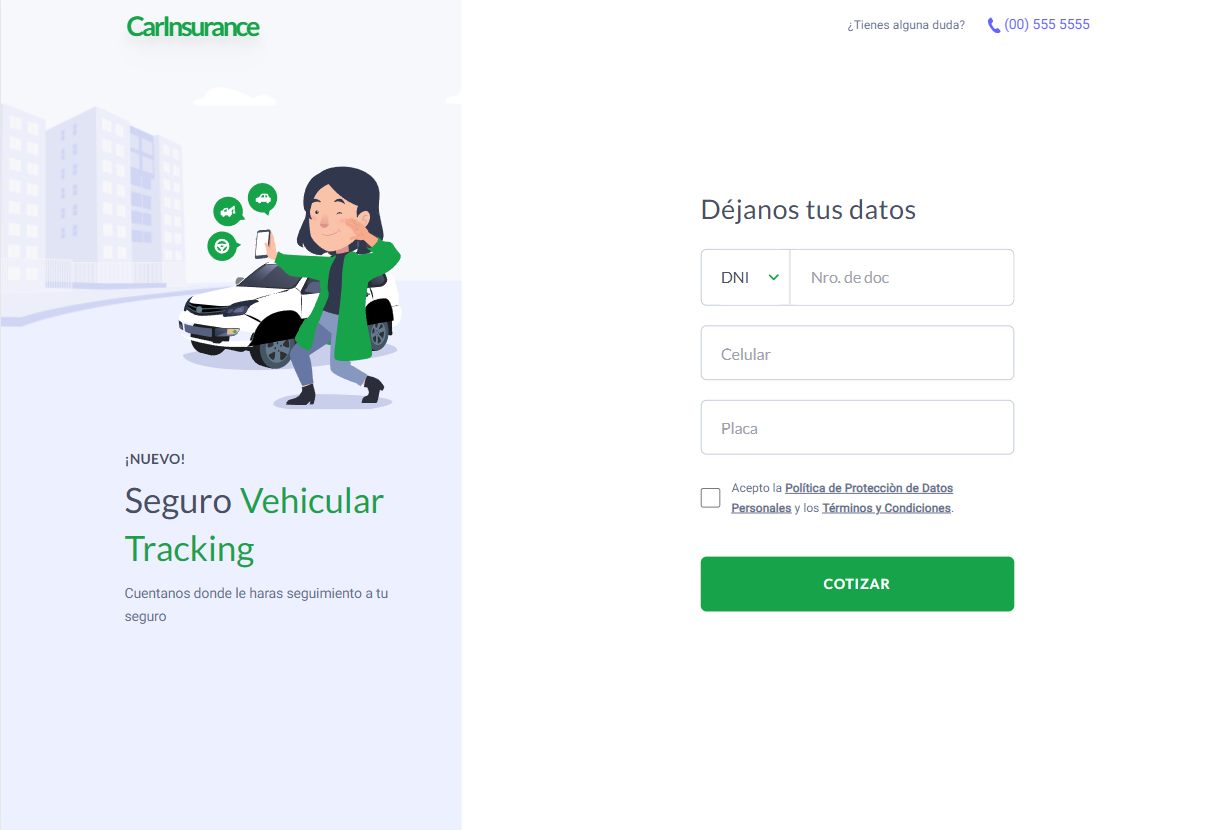 CarInsurance
¿Tienes alguna duda?
(00) 555 5555
¡NUEVO!
Seguro Vehicular
Tracking
Cuentanos donde le haras seguimiento a tu
seguro
Déjanos tus datos
DNI
Nro. de doc
Celular
Placa
Acepto la Política de Protecciòn de Datos
Personales y los Términos y Condiciones.
COTIZAR